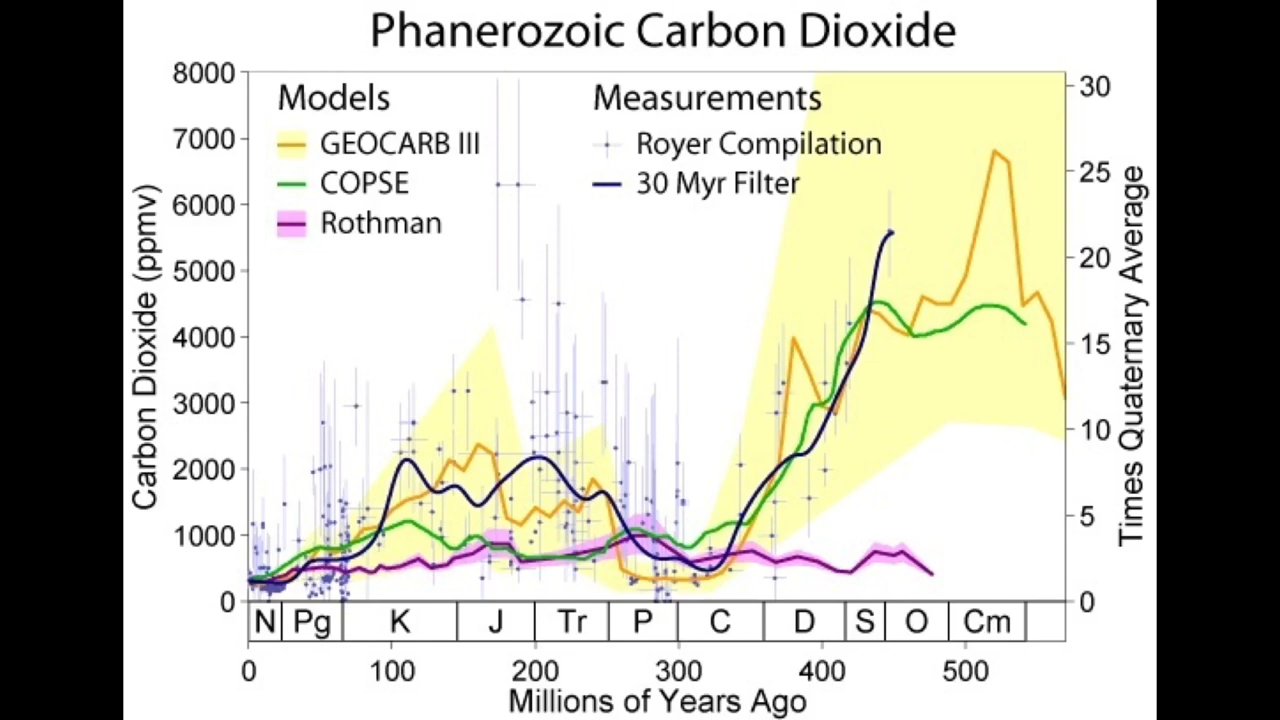 Phanerozoic Carbon Dioxide
Models
GEOCARB III
COPSE
Rothman
Measurements
Royer Compilation
30 Myr Filter
Carbon Dioxide (ppmv)
8000
7000
6000
5000
4000
3000
2000
1000
0
Times Quaternary Average
30
25
20
15
10
5
0
N Pg K J Tr P C D S O Cm
0 100 200 300 400 500
Millions of Years Ago